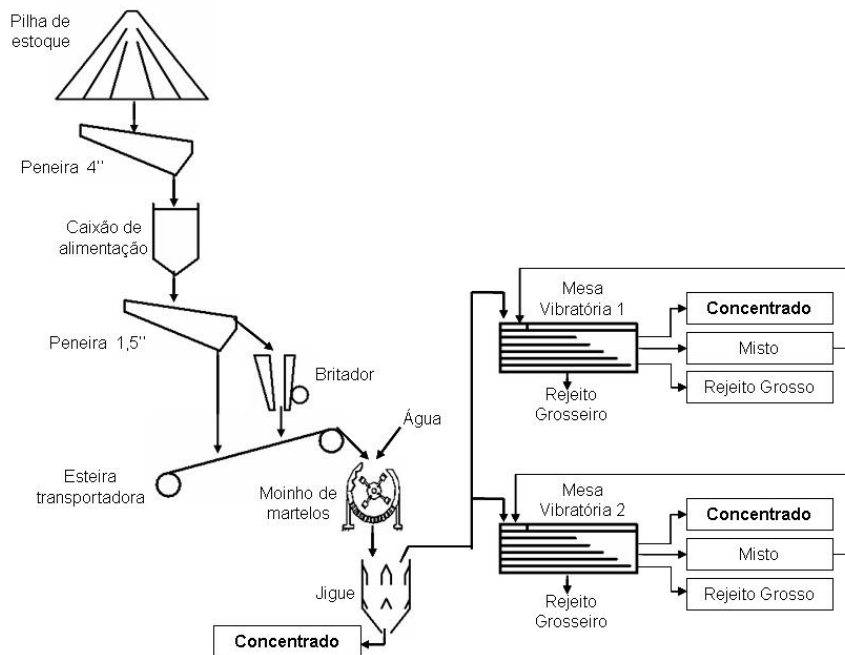 Pilha de
estoque
Peneira 4''
Caixão de
alimentação
Peneira 1,5''
Britador
Água
Esteira
transportadora
Moinho de
martelos
Jigue
Concentrado
Mesa
Vibratória 1
Concentrado
Misto
Rejeito Grosso
Rejeito
Grosseiro
Mesa
Vibratória 2
Concentrado
Misto
Rejeito Grosso
Rejeito
Grosseiro